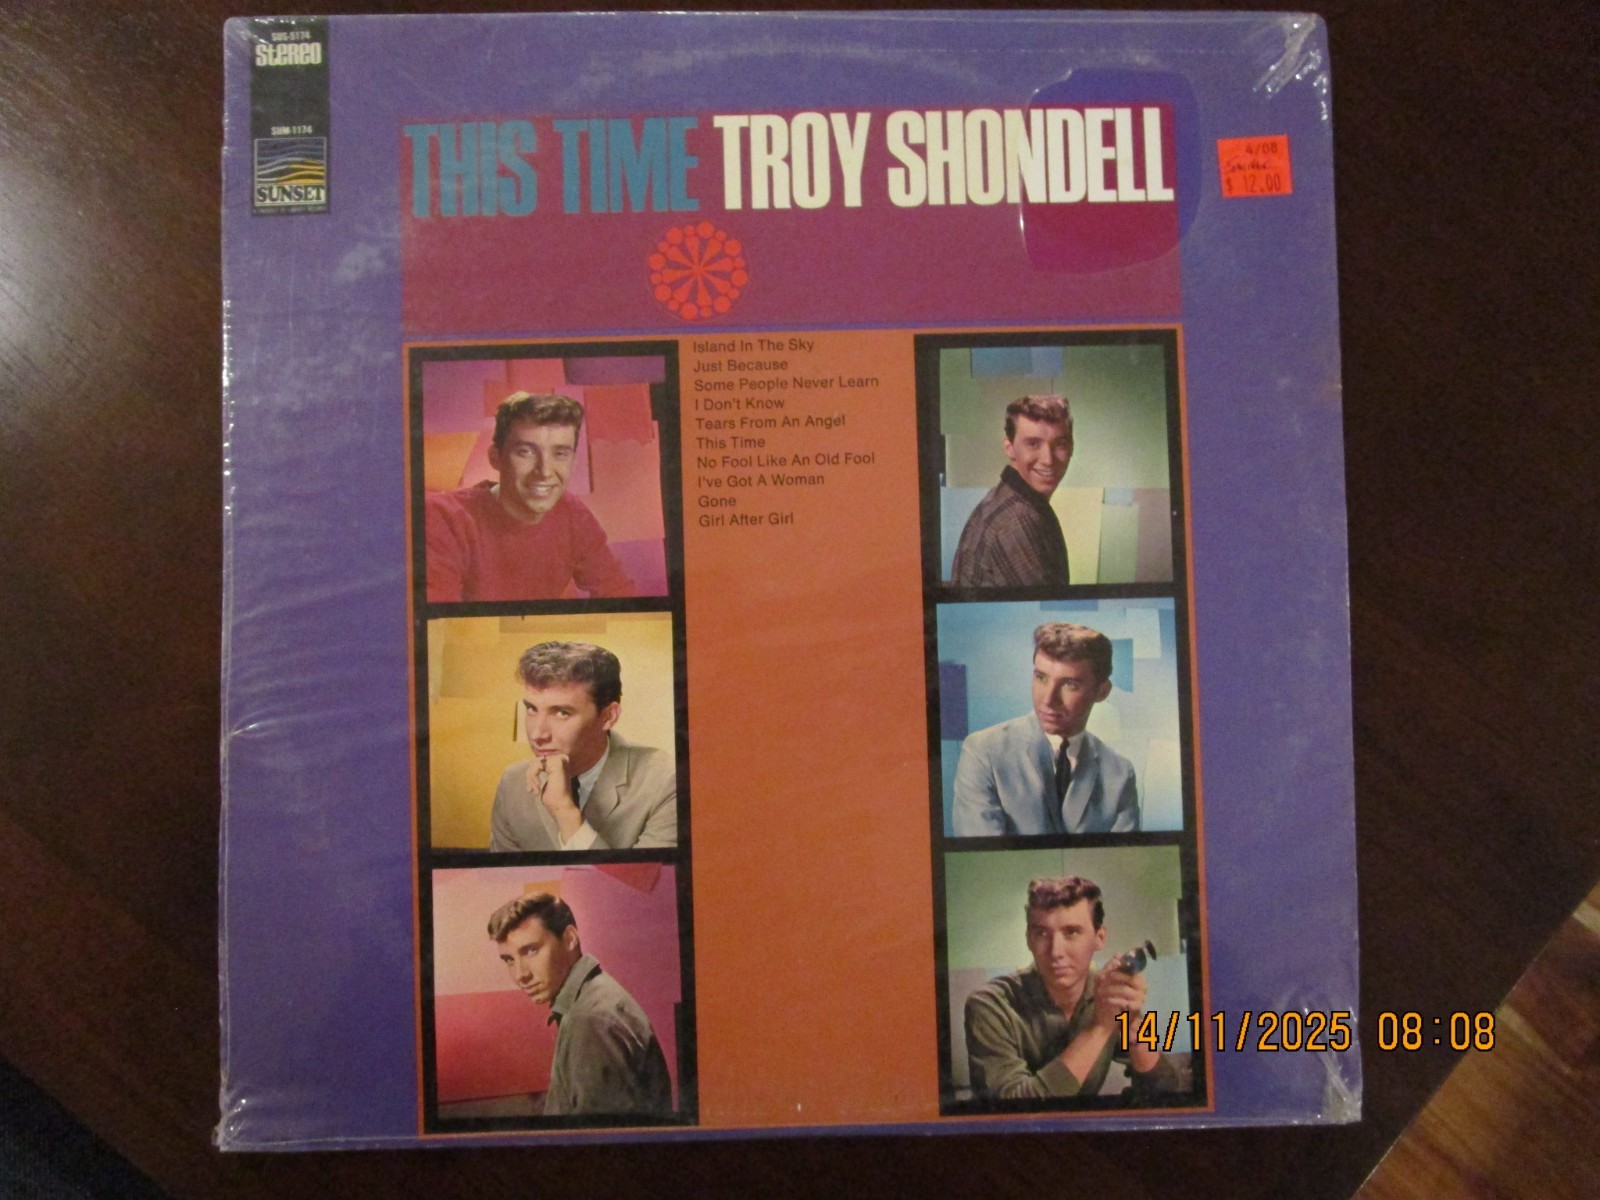 SUS-5174
Stereo
SUM-1174
SUNSET
THIS TIME TROY SHONDELL
4/08
$ 12.00
Island In The Sky
Just Because
Some People Never Learn
I Don't Know
Tears From An Angel
This Time
No Fool Like An Old Fool
I've Got A Woman
Gone
Girl After Girl
14/11/2025 08:08